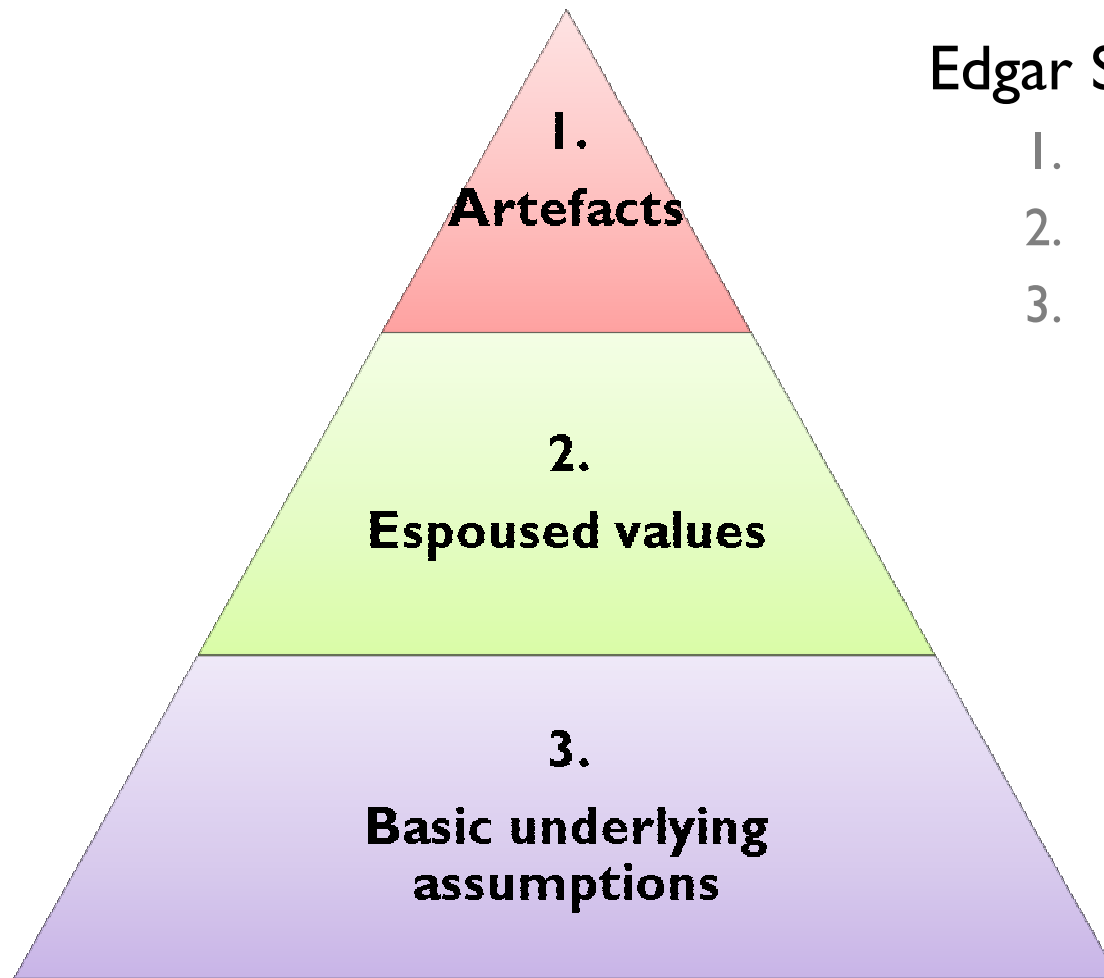 1.
Artefacts
2.
Espoused values
3.
Basic underlying
assumptions
Edgar S
1.
2.
3.